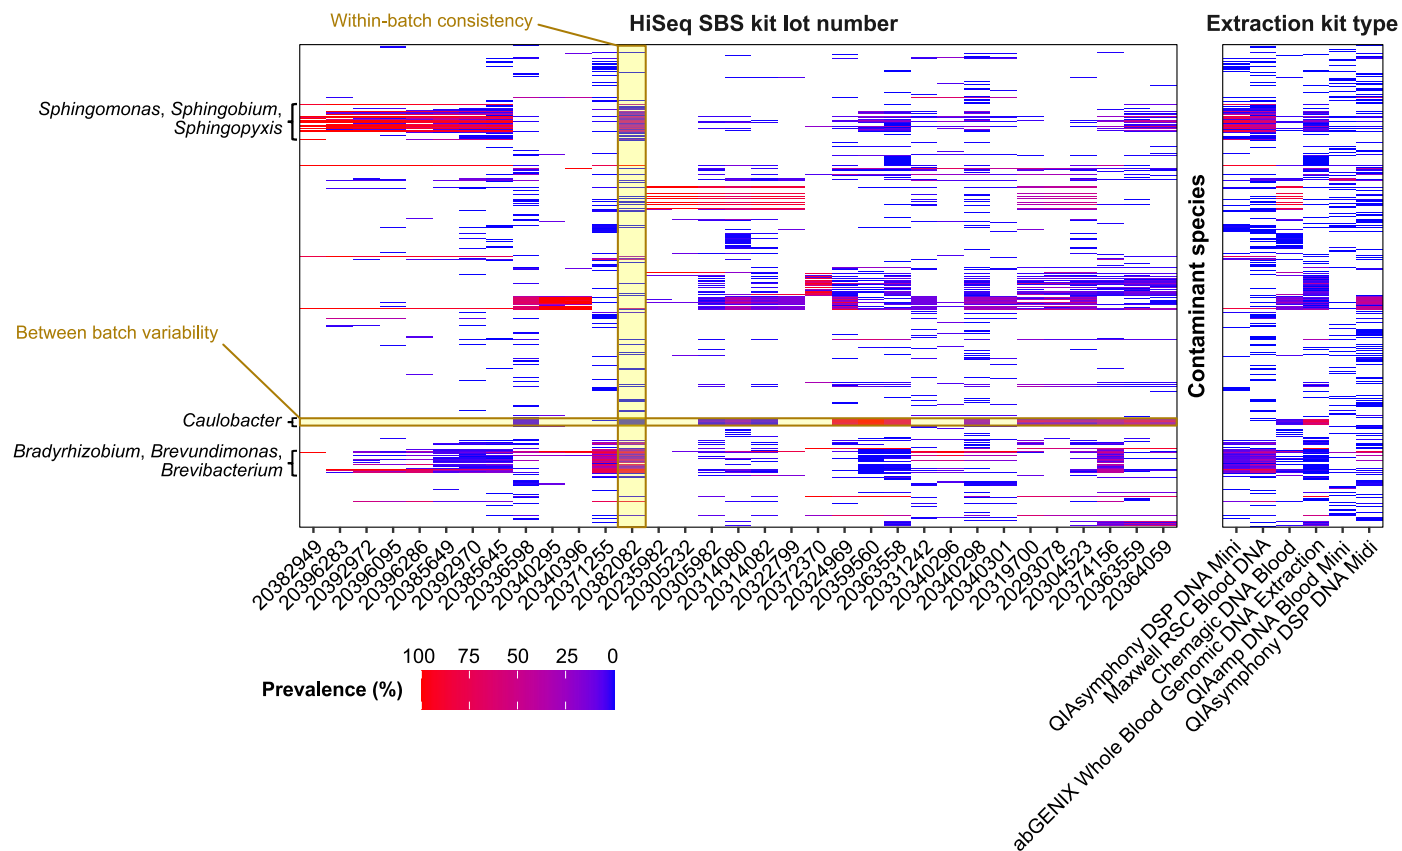 Within-batch consistency
HiSeq SBS kit lot number
Extraction kit type
Sphingomonas, Sphingobium,
Sphingopyxis
Between batch variability
Caulobacter
Bradyrhizobium, Brevundimonas,
Brevibacterium
Contaminant species
20382949
20396283
20392972
20396095
20396286
20385649
20392970
20385645
20336598
20340295
20340396
20371255
20382082
20235982
20305232
20305982
20314080
20314082
20322799
20372370
20324969
20359560
20363558
20331242
20340296
20340298
20340301
20319700
20293078
20304523
20374156
20363559
20364059
QIAsymphony DSP DNA Mini
Maxwell RSC Blood DNA
Chemagic DNA Blood
abGENIX Whole Blood Genomic DNA Extraction
QIAamp DNA Blood Mini
QIAsymphony DSP DNA Midi
100 75 50 25 0
Prevalence (%)